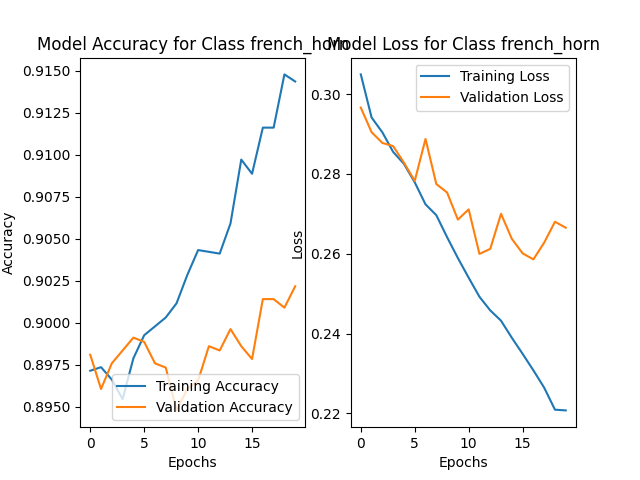 Model Accuracy for Class french_horn
Model Loss for Class french_horn
0.9150
0.9125
0.9100
0.9075
0.9050
0.9025
0.9000
0.8975
0.8950
Accuracy
Training Accuracy
Validation Accuracy
0 5 10 15
Epochs
0.30
0.28
0.26
0.24
0.22
Loss
Training Loss
Validation Loss
0 5 10 15
Epochs